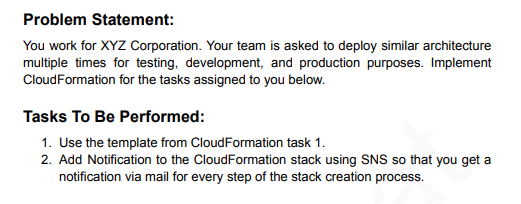 Problem Statement:
You work for XYZ Corporation. Your team is asked to deploy similar architecture
multiple times for testing, development, and production purposes. Implement
CloudFormation for the tasks assigned to you below.
Tasks To Be Performed:
1. Use the template from CloudFormation task 1.
2. Add Notification to the CloudFormation stack using SNS so that you get a
notification via mail for every step of the stack creation process.